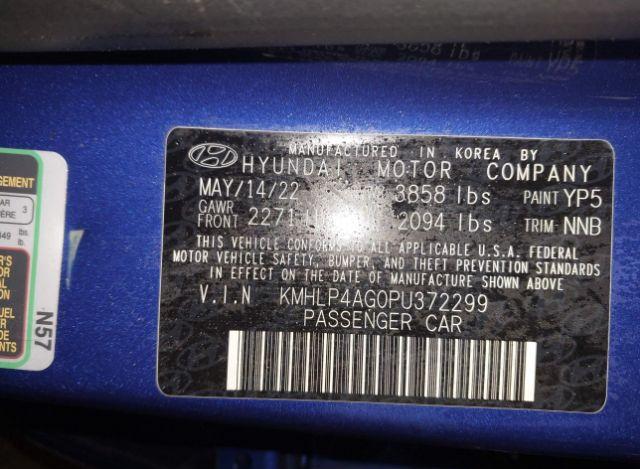 MANUFACTURED IN KOREA BY
HYUNDAI MOTOR COMPANY
MAY/14/22 3858 lbs PAINT YP5
GAWR
FRONT 2271 2094 lbs TRIM NNB
THIS VEHICLE CONFORMS TO ALL APPLICABLE U.S.A. FEDERAL
MOTOR VEHICLE SAFETY, BUMPER, AND THEFT PREVENTION STANDARDS
IN EFFECT ON THE DATE OF MANUFACTURE SHOWN ABOVE
V.I.N KMHLP4AG0PU372299
PASSENGER CAR
N57
3
lbs.